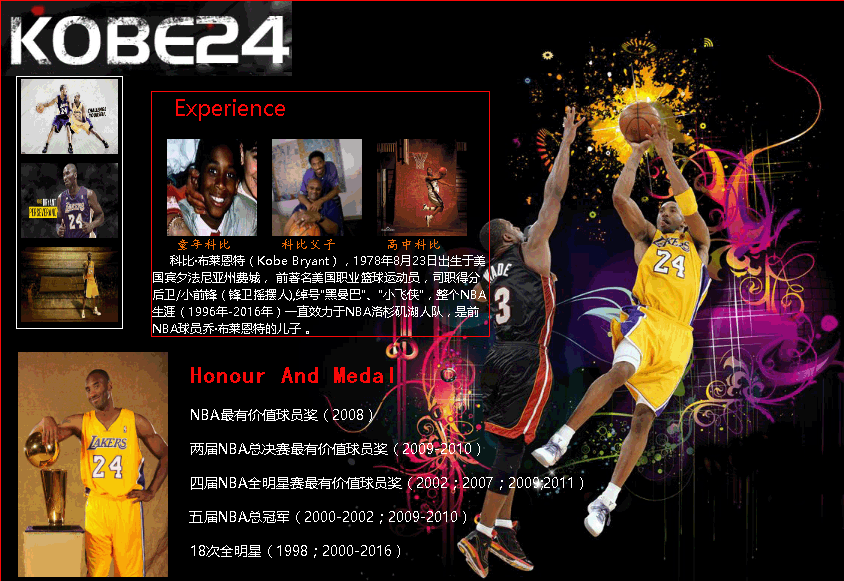 KOBE24
Experience
童年科比
科比父子
高中科比
科比·布莱恩特（Kobe Bryant），1978年8月23日出生于美
国宾夕法尼亚州费城， 前著名美国职业篮球运动员，司职得分
后卫/小前锋（锋卫摇摆人),绰号"黑曼巴"、"小飞侠"，整个NBA
生涯（1996年-2016年）一直效力于NBA洛杉矶湖人队，是前
NBA球员乔·布莱恩特的儿子 。
Honour And Medal
NBA最有价值球员奖（2008 ）
两届NBA总决赛最有价值球员奖（2009-2010 ）
四届NBA全明星赛最有价值球员奖（2002；2007；2009;2011 ）
五届NBA总冠军（2000-2002；2009-2010 ）
18次全明星（1998；2000-2016 ）
LAKERS
24
WADE
3
LAKERS
24
24